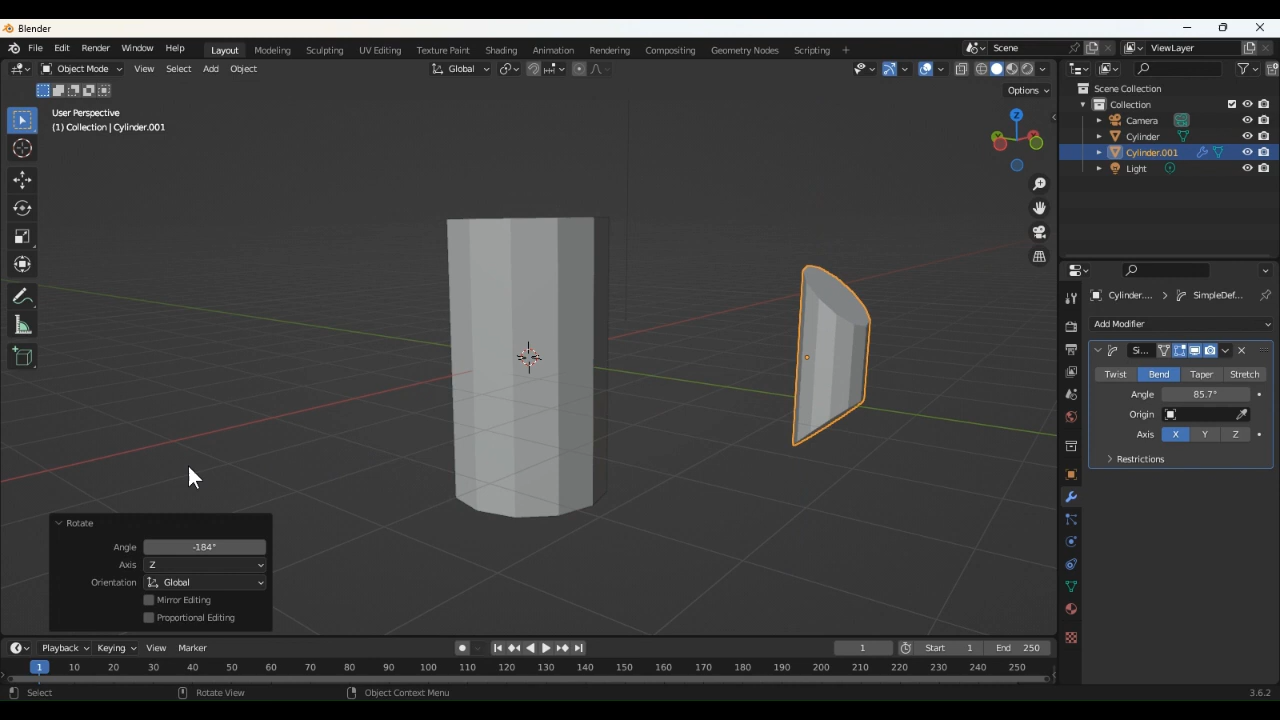 Blender
File Edit Render Window Help Layout Modeling Sculpting UV Editing Texture Paint Shading Animation Rendering Compositing Geometry Nodes Scripting + Scene ViewLayer
Object Mode View Select Add Object Global
Options
User Perspective
(1) Collection | Cylinder.001
Z
Scene Collection
Collection
Camera
Cylinder
Cylinder.001
Light
Cylinder.... > SimpleDef...
Add Modifier
Si...
Twist Bend Taper Stretch
Angle 85.7°
Origin
Axis X Y Z
Restrictions
Rotate
Angle -184°
Axis Z
Orientation Global
Mirror Editing
Proportional Editing
Playback Keying View Marker 1 Start 1 End 250
1 10 20 30 40 50 60 70 80 90 100 110 120 130 140 150 160 170 180 190 200 210 220 230 240 250
Select Rotate View Object Context Menu 3.6.2